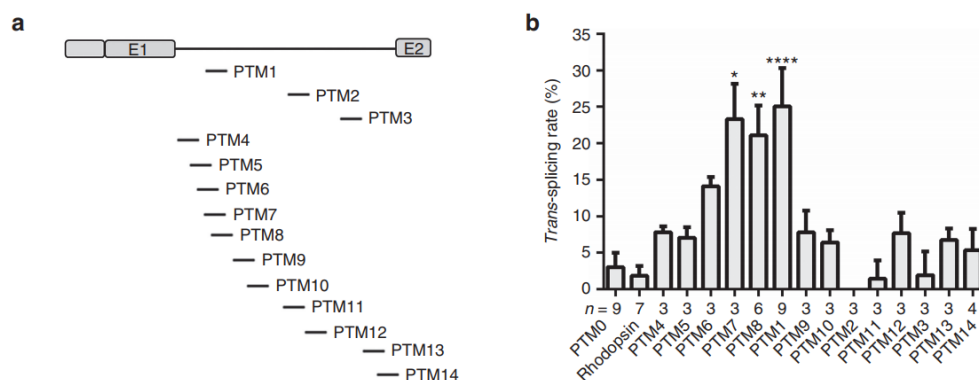 a
E1 E2
PTM1
PTM2
PTM3
PTM4
PTM5
PTM6
PTM7
PTM8
PTM9
PTM10
PTM11
PTM12
PTM13
PTM14
b
Trans-splicing rate (%)
35
30
25
20
15
10
5
0
* ** ****
n = 9 7 3 3 3 3 6 9 3 3 3 3 3 3 3 4
PTM0
Rhodopsin
PTM4
PTM5
PTM6
PTM7
PTM8
PTM1
PTM9
PTM10
PTM2
PTM11
PTM12
PTM3
PTM13
PTM14